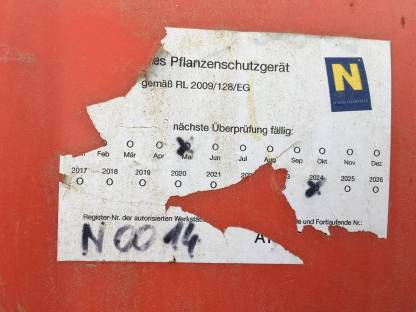 es Pflanzenschutzgerät
gemäß RL 2009/128/EG
N
nächste Überprüfung fällig:
O O O O O O O O O
Feb Mär Apr Mai Jun Jul Aug Sep Okt Nov Dez
2017 2018 2019 2020 2021 2024 2025 2026
O O O O O O O
Register-Nr. der autorisierten Werkstä e und Fortlaufende Nr.:
N 0014 A